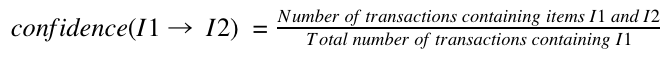 confidence(I1 → I2) = Number of transactions containing items I1 and I2 / Total number of transactions containing I1